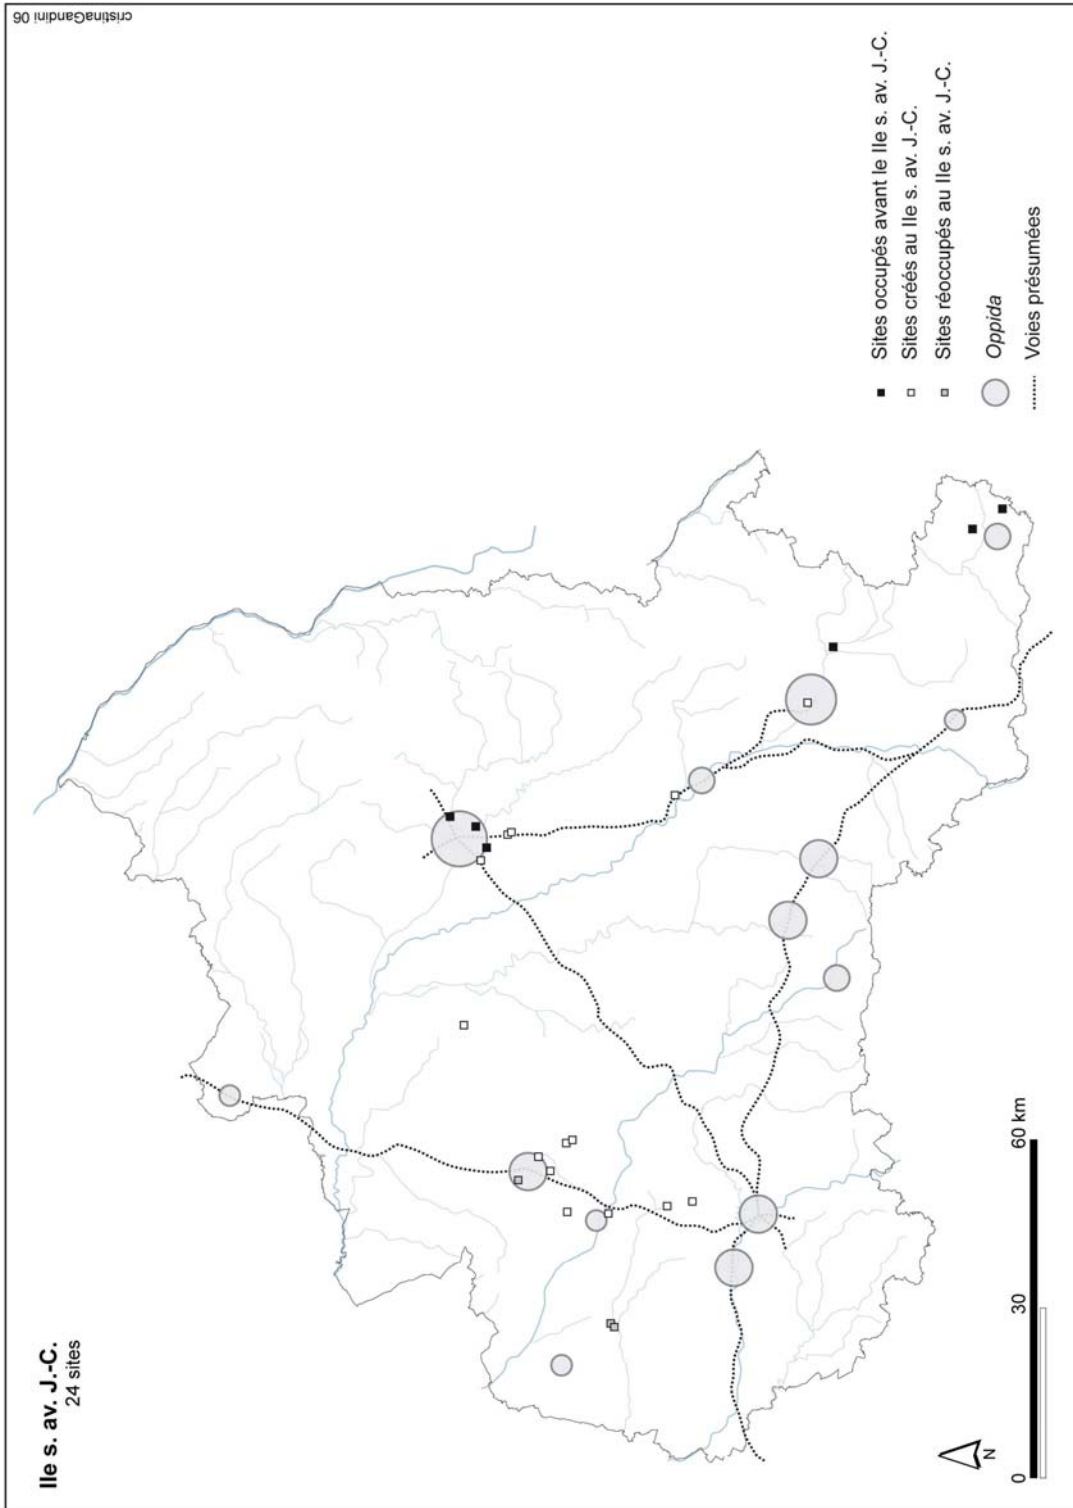 IIe s. av. J.-C.
24 sites
cristinaGandini 06
Sites occupés avant le IIe s. av. J.-C.
Sites créés au IIe s. av. J.-C.
Sites réoccupés au IIe s. av. J.-C.
Oppida
Voies présumées
N
0 30 60 km